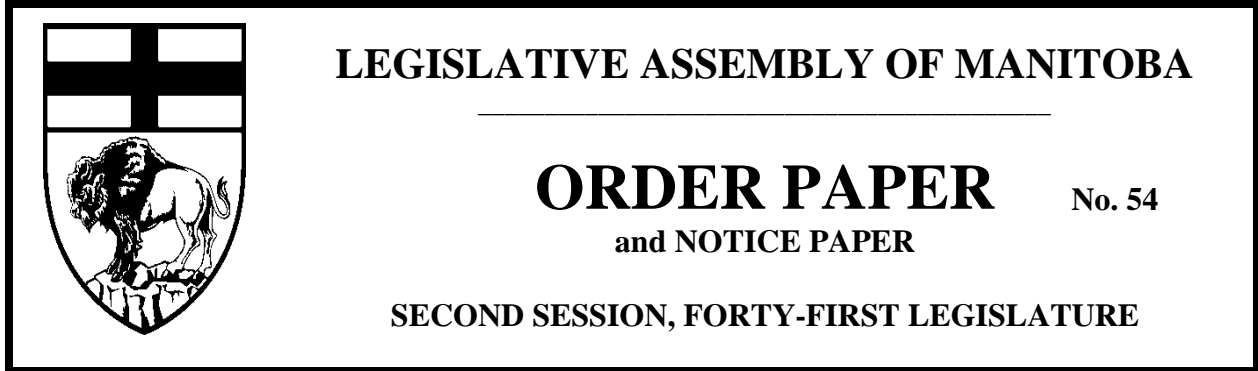 LEGISLATIVE ASSEMBLY OF MANITOBA
ORDER PAPER No. 54
and NOTICE PAPER
SECOND SESSION, FORTY-FIRST LEGISLATURE